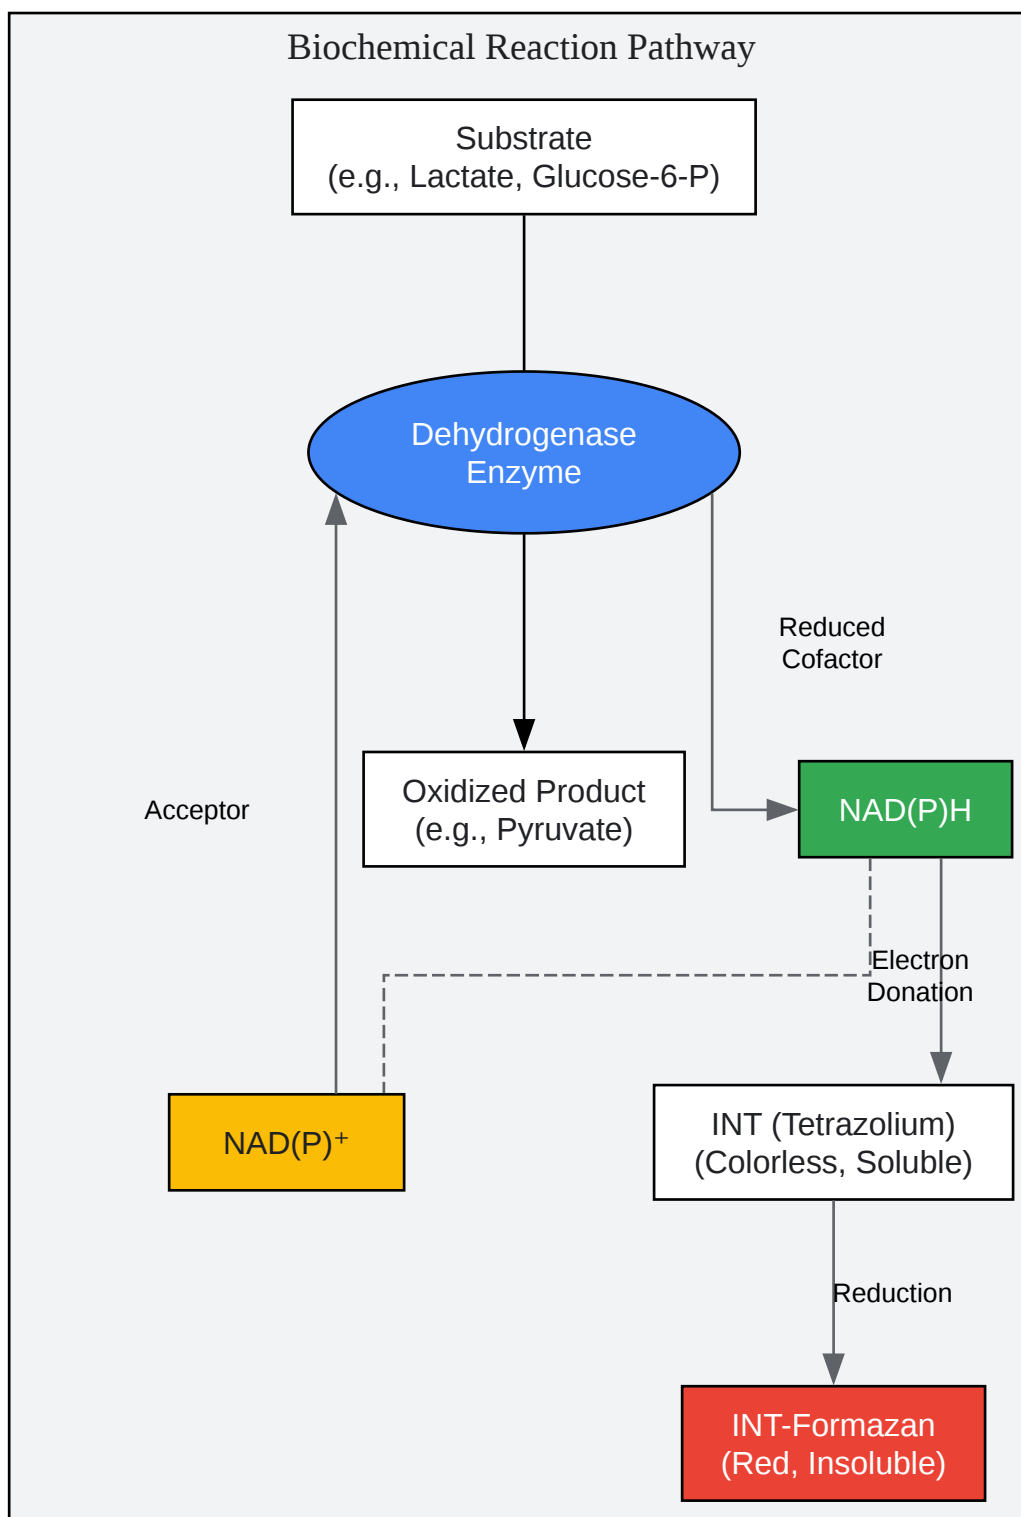 Biochemical Reaction Pathway
Substrate
(e.g., Lactate, Glucose-6-P)
Dehydrogenase
Enzyme
Reduced
Cofactor
Oxidized Product
(e.g., Pyruvate)
Acceptor
NAD(P)H
Electron
Donation
NAD(P)⁺
INT (Tetrazolium)
(Colorless, Soluble)
Reduction
INT-Formazan
(Red, Insoluble)